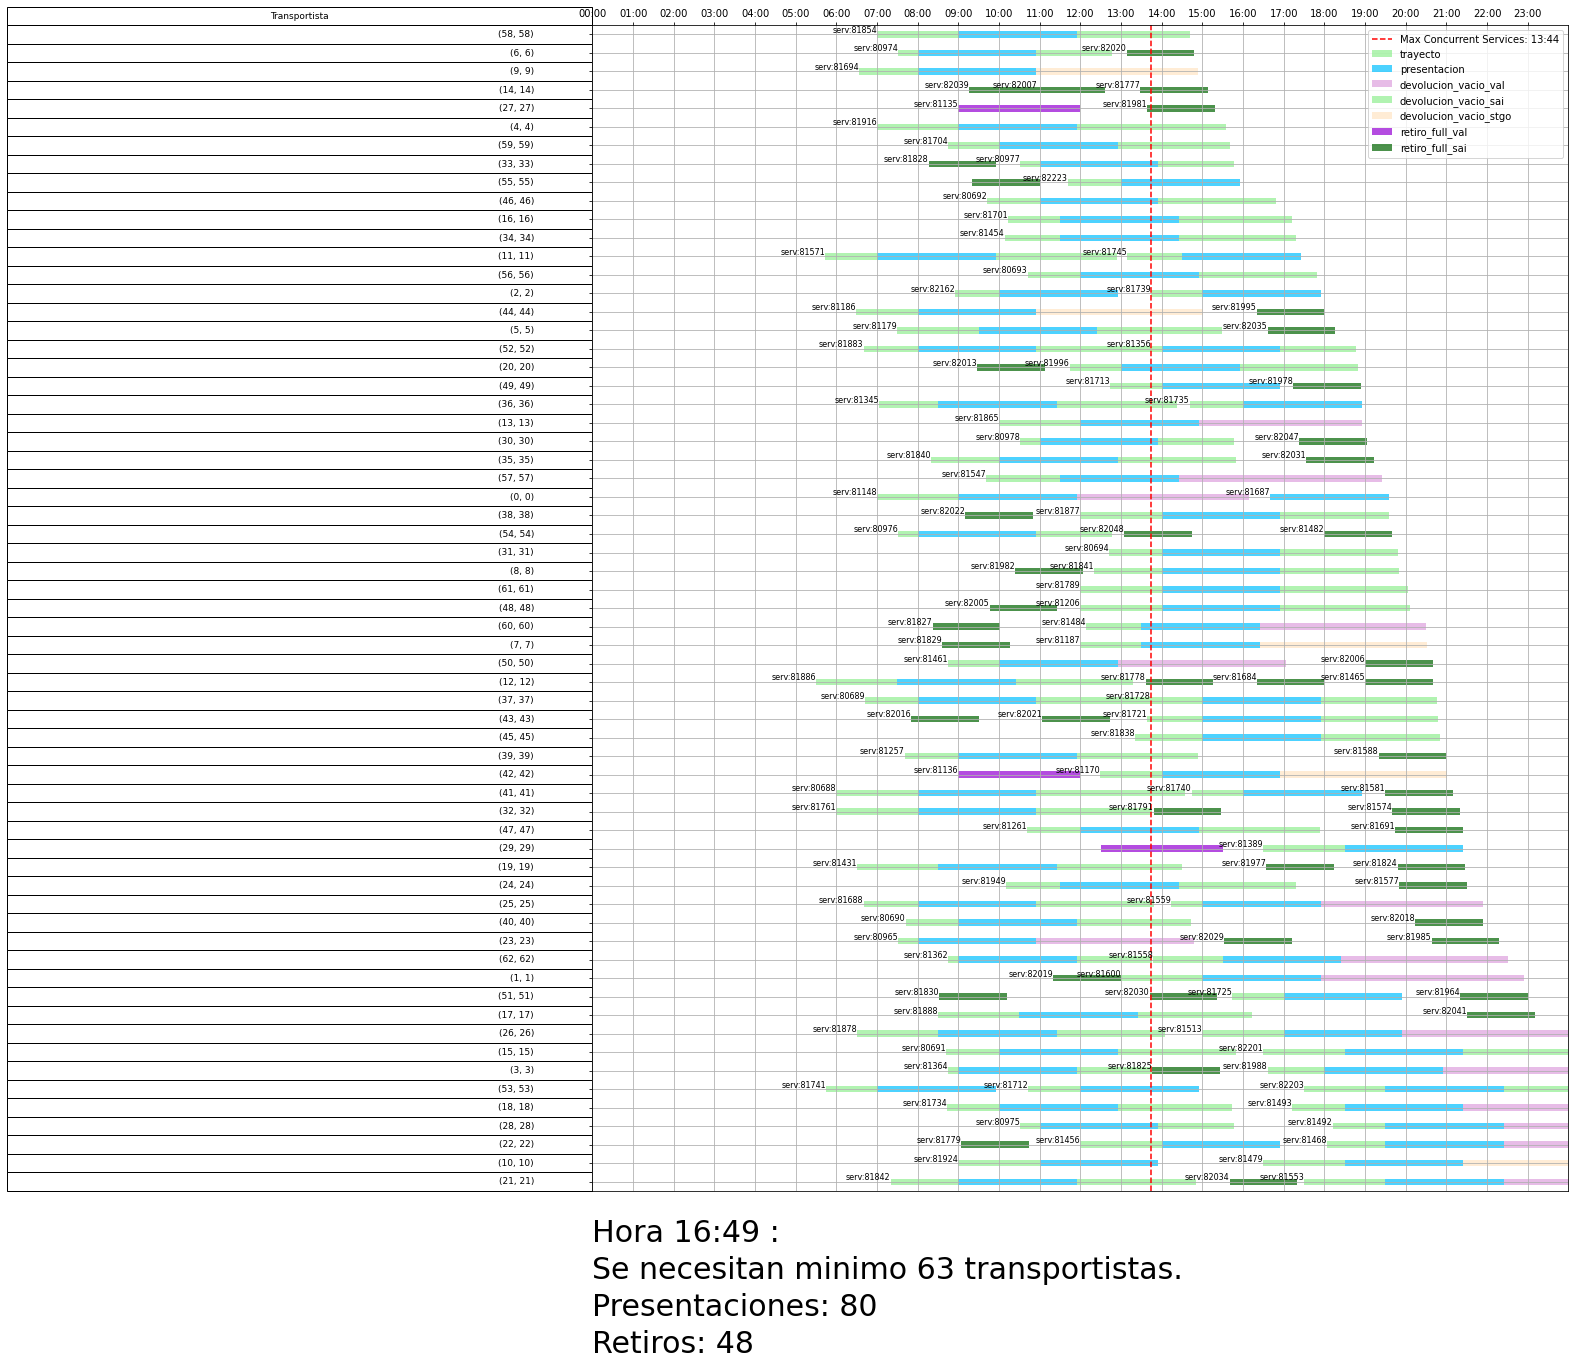 Transportista
00:00 01:00 02:00 03:00 04:00 05:00 06:00 07:00 08:00 09:00 10:00 11:00 12:00 13:00 14:00 15:00 16:00 17:00 18:00 19:00 20:00 21:00 22:00 23:00
Max Concurrent Services: 13:44
trayecto
presentacion
devolucion_vacio_val
devolucion_vacio_sai
devolucion_vacio_stgo
retiro_full_val
retiro_full_sai
(58, 58) serv:81854
(6, 6) serv:80974 serv:82020
(9, 9) serv:81694
(14, 14) serv:82039 serv:82007 serv:81777
(27, 27) serv:81135 serv:81981
(4, 4) serv:81916
(59, 59) serv:81704
(33, 33) serv:81828 serv:80977
(55, 55) serv:82223
(46, 46) serv:80692
(16, 16) serv:81701
(34, 34) serv:81454
(11, 11) serv:81571 serv:81745
(56, 56) serv:80693
(2, 2) serv:82162 serv:81739
(44, 44) serv:81186 serv:81995
(5, 5) serv:81179 serv:82035
(52, 52) serv:81883 serv:81356
(20, 20) serv:82013 serv:81996
(49, 49) serv:81713 serv:81978
(36, 36) serv:81345 serv:81735
(13, 13) serv:81865
(30, 30) serv:80978 serv:82047
(35, 35) serv:81840 serv:82031
(57, 57) serv:81547
(0, 0) serv:81148 serv:81687
(38, 38) serv:82022 serv:81877
(54, 54) serv:80976 serv:82048 serv:81482
(31, 31) serv:80694
(8, 8) serv:81982 serv:81841
(61, 61) serv:81789
(48, 48) serv:82005 serv:81206
(60, 60) serv:81827 serv:81484
(7, 7) serv:81829 serv:81187
(50, 50) serv:81461 serv:82006
(12, 12) serv:81886 serv:81778 serv:81684 serv:81465
(37, 37) serv:80689 serv:81728
(43, 43) serv:82016 serv:82021 serv:81721
(45, 45) serv:81838
(39, 39) serv:81257 serv:81588
(42, 42) serv:81136 serv:81170
(41, 41) serv:80688 serv:81740 serv:81581
(32, 32) serv:81761 serv:81791 serv:81574
(47, 47) serv:81261 serv:81691
(29, 29) serv:81389
(19, 19) serv:81431 serv:81977 serv:81824
(24, 24) serv:81949 serv:81577
(25, 25) serv:81688 serv:81559
(40, 40) serv:80690 serv:82018
(23, 23) serv:80965 serv:82029 serv:81985
(62, 62) serv:81362 serv:81558
(1, 1) serv:82019 serv:81600
(51, 51) serv:81830 serv:82030 serv:81725 serv:81964
(17, 17) serv:81888 serv:82041
(26, 26) serv:81878 serv:81513
(15, 15) serv:80691 serv:82201
(3, 3) serv:81364 serv:81825 serv:81988
(53, 53) serv:81741 serv:81712 serv:82203
(18, 18) serv:81734 serv:81493
(28, 28) serv:80975 serv:81492
(22, 22) serv:81779 serv:81456 serv:81468
(10, 10) serv:81924 serv:81479
(21, 21) serv:81842 serv:82034 serv:81553
Hora 16:49 :
Se necesitan minimo 63 transportistas.
Presentaciones: 80
Retiros: 48